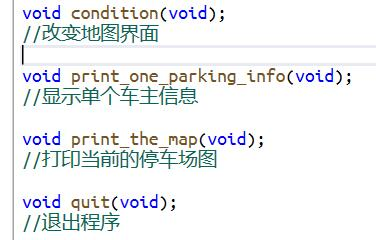 void condition(void);
//改变地图界面
void print_one_parking_info(void);
//显示单个车主信息
void print_the_map(void);
//打印当前的停车场图
void quit(void);
//退出程序